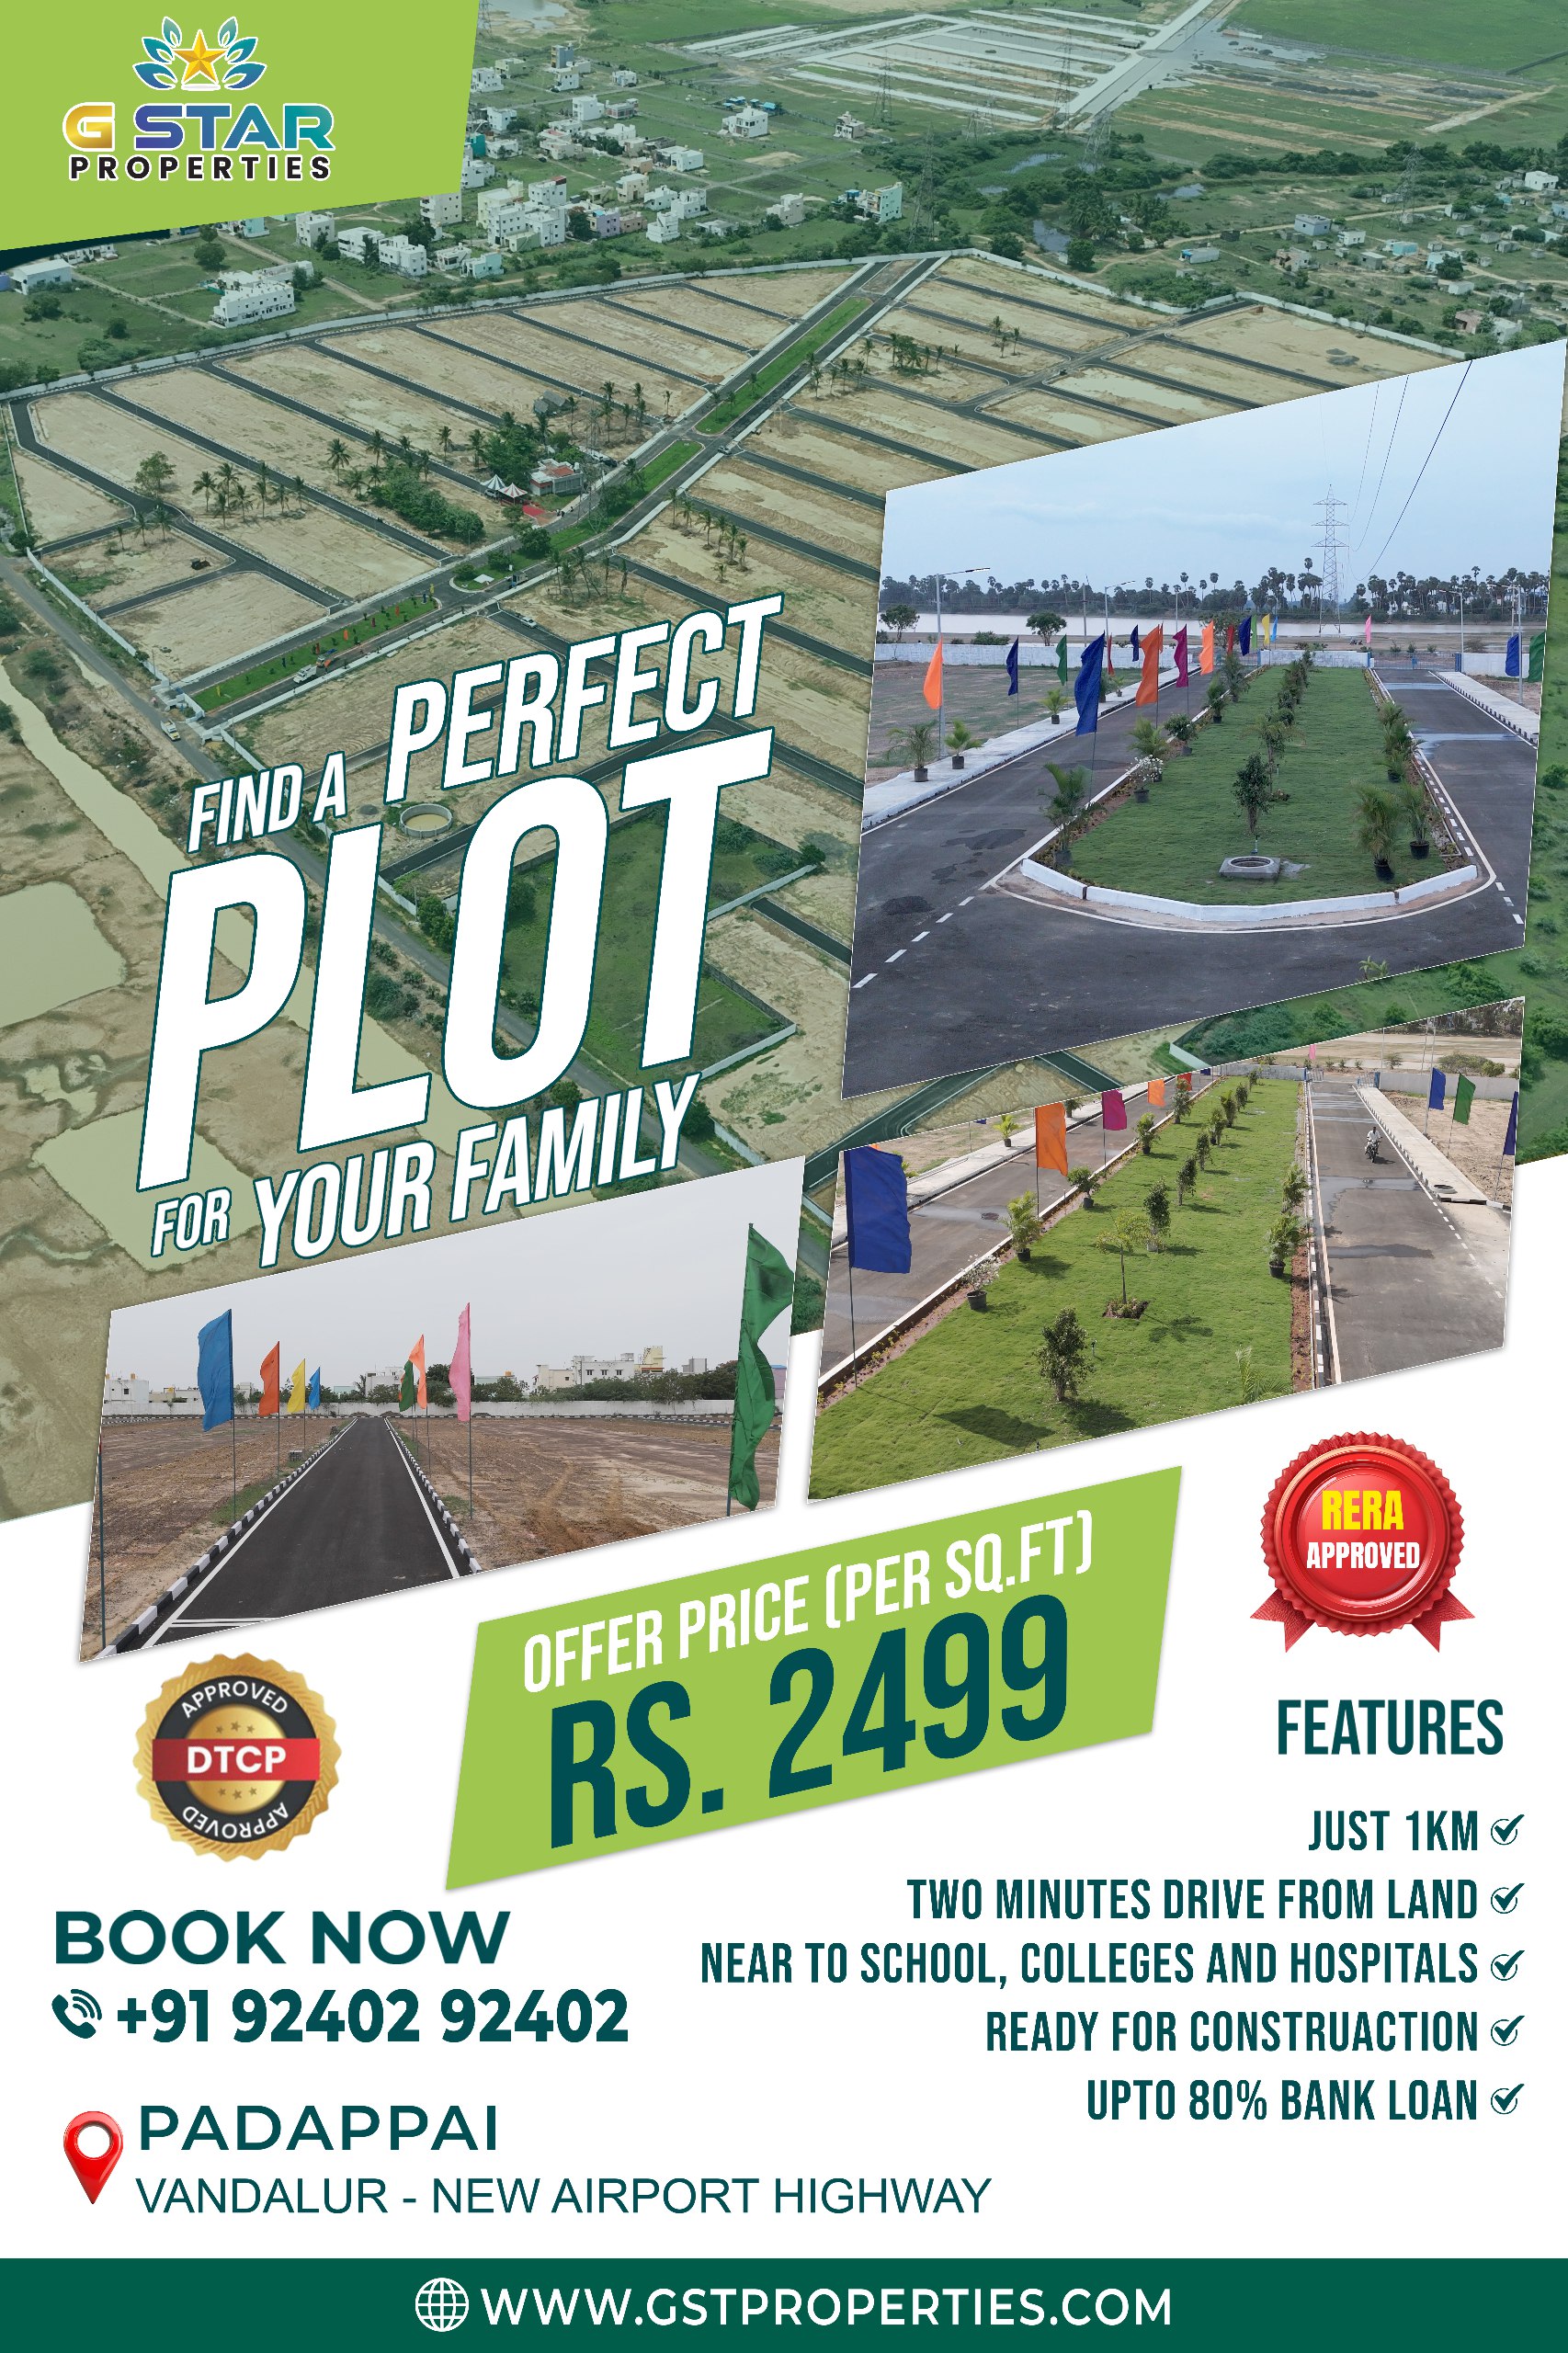 G STAR
PROPERTIES
FIND A PERFECT
PLOT
FOR YOUR FAMILY
OFFER PRICE (PER SQ.FT)
RS. 2499
RERA
APPROVED
APPROVED
DTCP
APPROVED
FEATURES
JUST 1KM
TWO MINUTES DRIVE FROM LAND
NEAR TO SCHOOL, COLLEGES AND HOSPITALS
READY FOR CONSTRUACTION
UPTO 80% BANK LOAN
BOOK NOW
+91 92402 92402
PADAPPAI
VANDALUR - NEW AIRPORT HIGHWAY
WWW.GSTPROPERTIES.COM